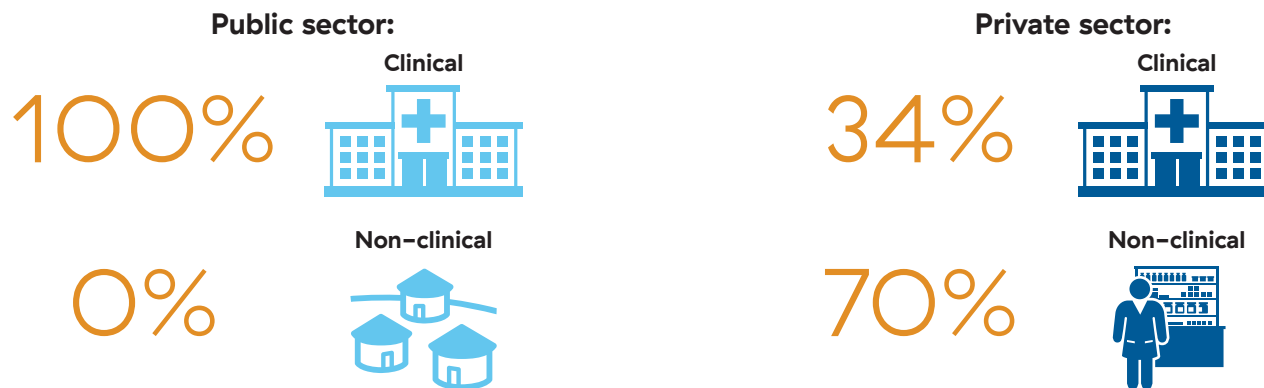 Public sector:
Clinical
100%
Non-clinical
0%
Private sector:
Clinical
34%
Non-clinical
70%